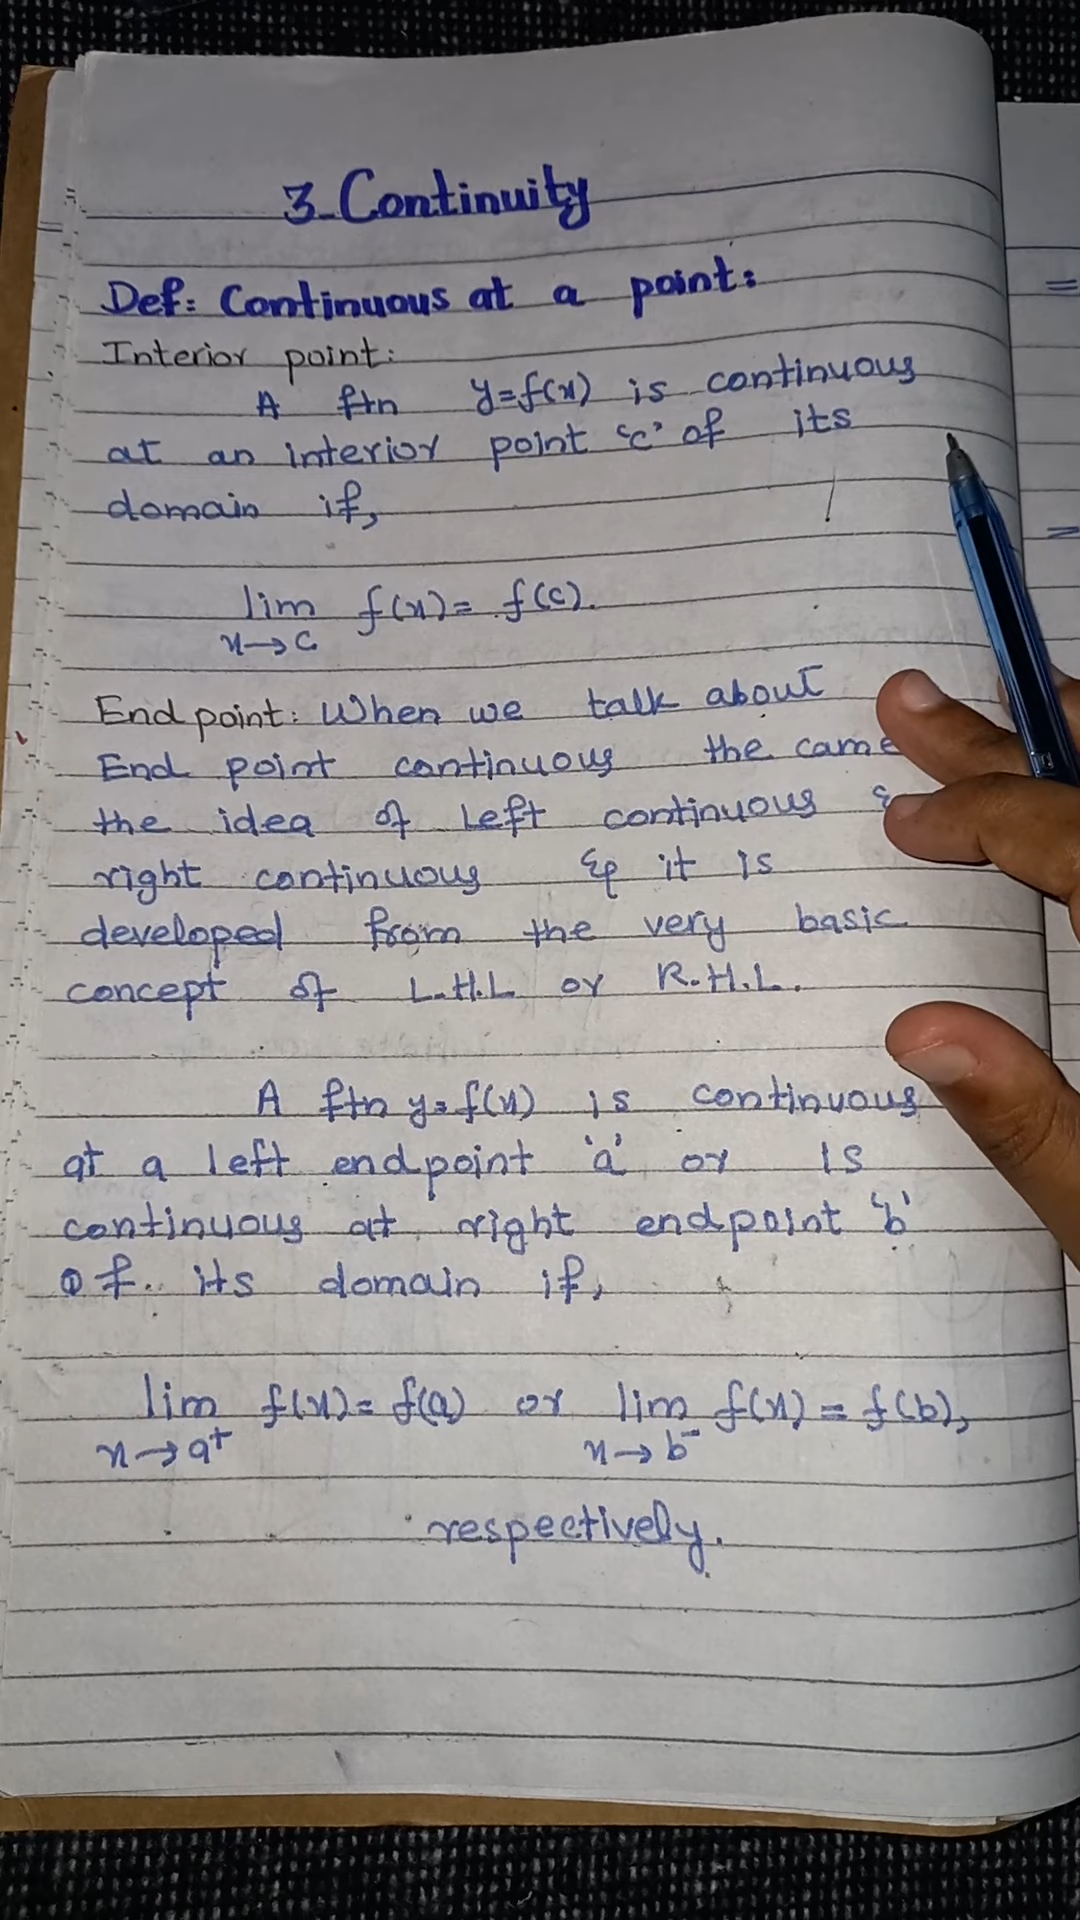 3. Continuity
Def: Continuous at a point:
Interior point:
A ftn y=f(x) is continuous
at an interior point 'c' of its
domain if,
lim f(x) = f(c).
x→c
End point: When we talk about
End point continuous the came
the idea of Left continuous &
right continuous & it is
developed from the very basic
concept of L.H.L or R.H.L.
A ftn y=f(x) is continuous
at a left endpoint 'a' or is
continuous at right endpoint 'b'
of its domain if,
lim f(x) = f(a) or lim f(x) = f(b),
x→a⁺ x→b⁻
respectively.
=
=